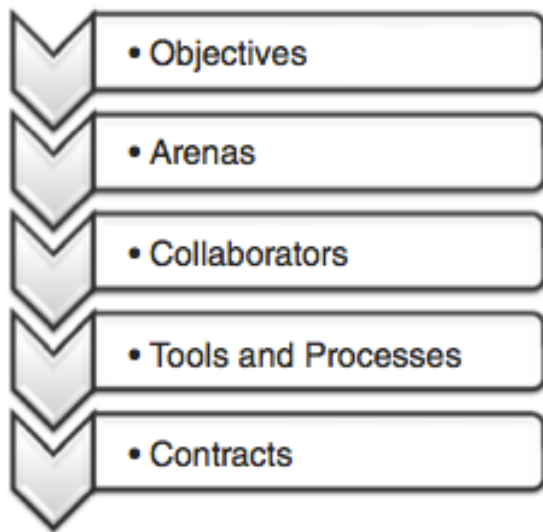 • Objectives
• Arenas
• Collaborators
• Tools and Processes
• Contracts